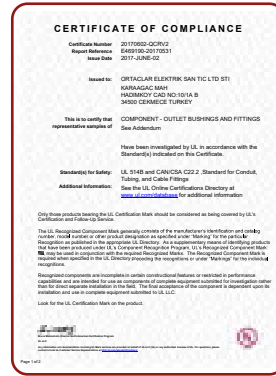 CERTIFICATE OF COMPLIANCE
Certificate Number 20170602-QCRV2
Report Reference E469190-20170531
Issue Date 2017-JUNE-02
Issued to: ORTACLAR ELEKTRIK SAN TIC LTD STI
KARAAGAC MAH
HADIMKOY CAD NO:10/1A B
34500 CEKMECE TURKEY
This is to certify that COMPONENT - OUTLET BUSHINGS AND FITTINGS
representative samples of See Addendum
Have been investigated by UL in accordance with the
Standard(s) indicated on this Certificate.
Standard(s) for Safety: UL 514B and CAN/CSA C22.2 ,Standard for Conduit,
Tubing, and Cable Fittings
Additional Information: See the UL Online Certifications Directory at
www.ul.com/database for additional information
Only those products bearing the UL Certification Mark should be considered as being covered by UL's
Certification and Follow-Up Service.
The UL Recognized Component Mark generally consists of the manufacturer's identification and catalog
number, model number or other product designation as specified under "Marking" for the particular
Recognition as published in the appropriate UL Directory. As a supplementary means of identifying products
that have been produced under UL's Component Recognition Program, UL's Recognized Component Mark:
may be used in conjunction with the required Recognized Marks. The Recognized Component Mark is
required when specified in the UL Directory preceding the recognitions or under "Markings" for the individual
recognitions.
Recognized components are incomplete in certain constructional features or restricted in performance
capabilities and are intended for use as components of complete equipment submitted for investigation rather
than for direct separate installation in the field. The final acceptance of the component is dependent upon its
installation and use in complete equipment submitted to UL LLC.
Look for the UL Certification Mark on the product.
Page 1 of 2